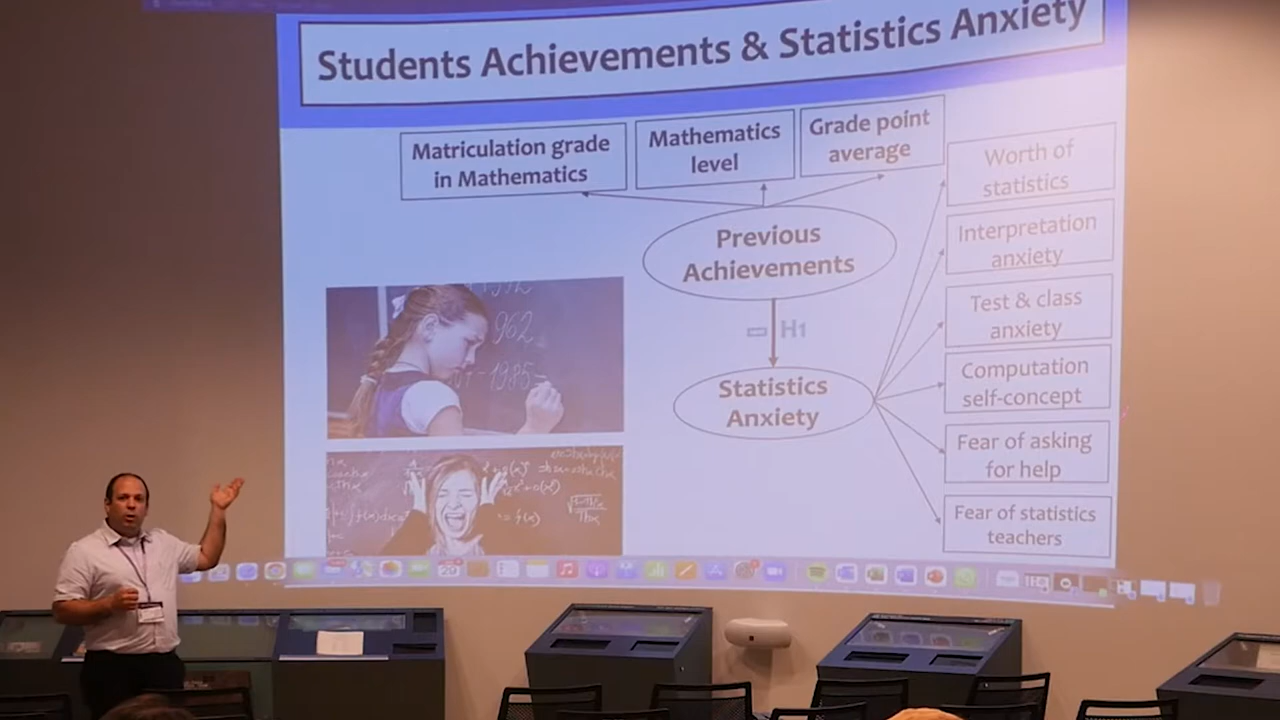 Students Achievements & Statistics Anxiety
Matriculation grade
in Mathematics
Mathematics
level
Grade point
average
Worth of
statistics
Previous
Achievements
Interpretation
anxiety
H1
Test & class
anxiety
Statistics
Anxiety
Computation
self-concept
Fear of asking
for help
Fear of statistics
teachers
962
-1985=
29